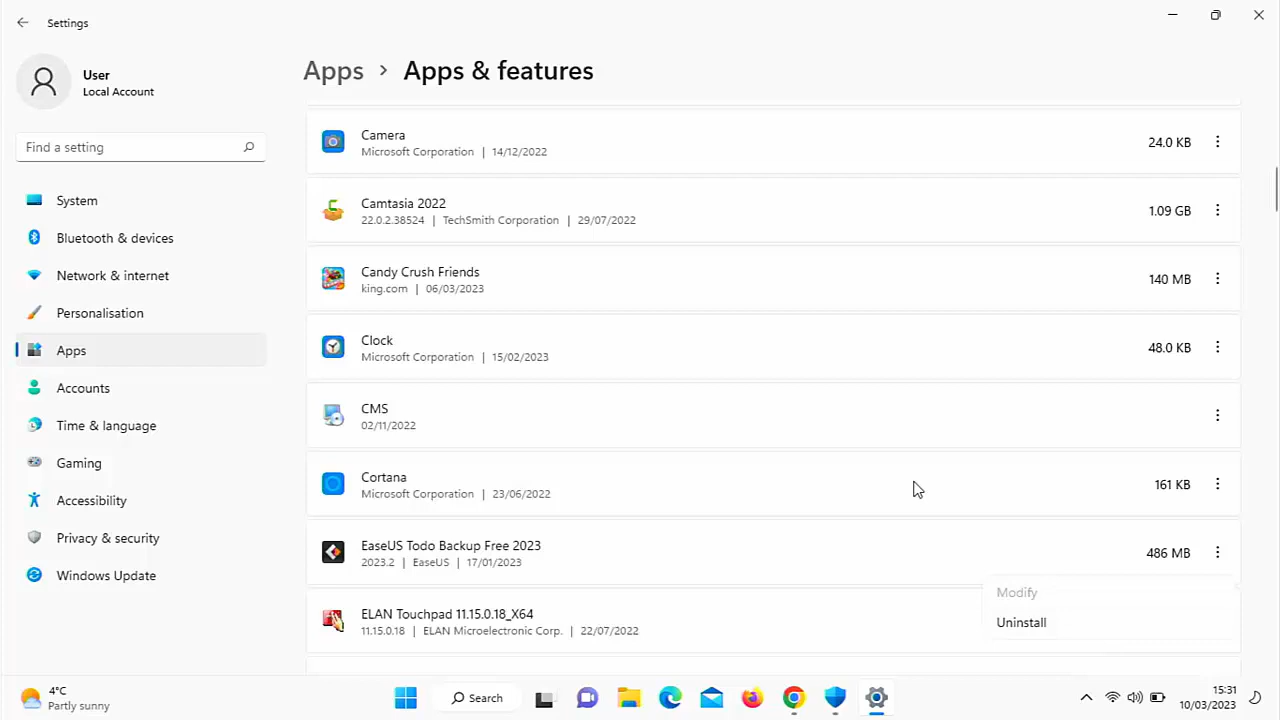 Settings
User
Local Account
Find a setting
System
Bluetooth & devices
Network & internet
Personalisation
Apps
Accounts
Time & language
Gaming
Accessibility
Privacy & security
Windows Update
Apps > Apps & features
Camera
Microsoft Corporation | 14/12/2022
24.0 KB
Camtasia 2022
22.0.2.38524 | TechSmith Corporation | 29/07/2022
1.09 GB
Candy Crush Friends
king.com | 06/03/2023
140 MB
Clock
Microsoft Corporation | 15/02/2023
48.0 KB
CMS
02/11/2022
Cortana
Microsoft Corporation | 23/06/2022
161 KB
EaseUS Todo Backup Free 2023
2023.2 | EaseUS | 17/01/2023
486 MB
Modify
Uninstall
ELAN Touchpad 11.15.0.18_X64
11.15.0.18 | ELAN Microelectronic Corp. | 22/07/2022
4°C
Partly sunny
Search
15:31
10/03/2023